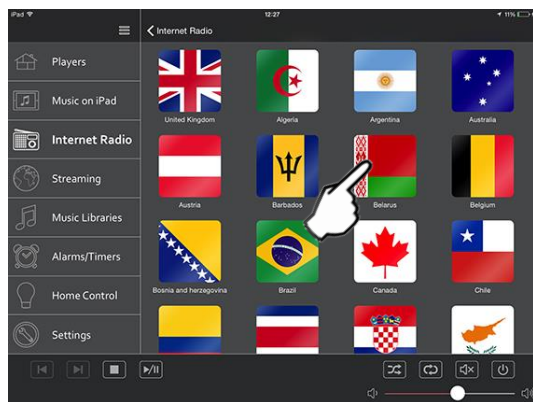 iPad
12:27
11%
Internet Radio
Players
Music on iPad
Internet Radio
Streaming
Music Libraries
Alarms/Timers
Home Control
Settings
United Kingdom
Algeria
Argentina
Australia
Austria
Barbados
Belarus
Belgium
Bosnia and herzegovina
Brazil
Canada
Chile